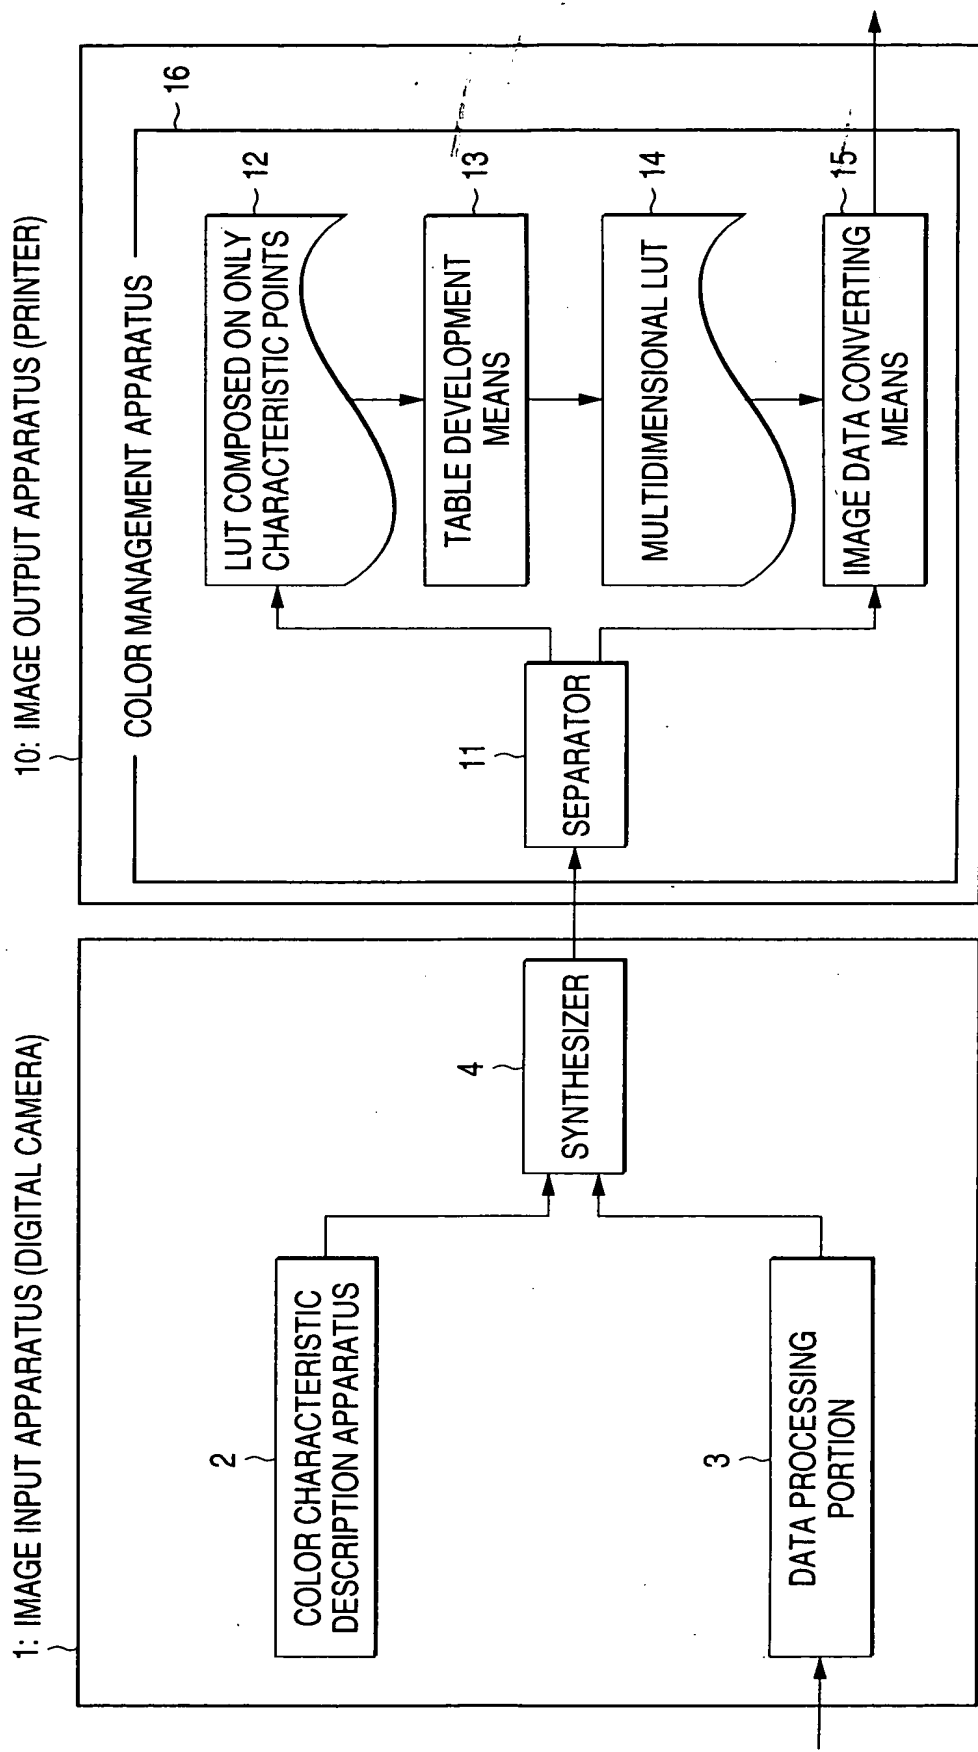 1: IMAGE INPUT APPARATUS (DIGITAL CAMERA)
2
COLOR CHARACTERISTIC
DESCRIPTION APPARATUS
3
DATA PROCESSING
PORTION
4
SYNTHESIZER
10: IMAGE OUTPUT APPARATUS (PRINTER)
COLOR MANAGEMENT APPARATUS
16
11
SEPARATOR
12
LUT COMPOSED ON ONLY
CHARACTERISTIC POINTS
13
TABLE DEVELOPMENT
MEANS
14
MULTIDIMENSIONAL LUT
15
IMAGE DATA CONVERTING
MEANS